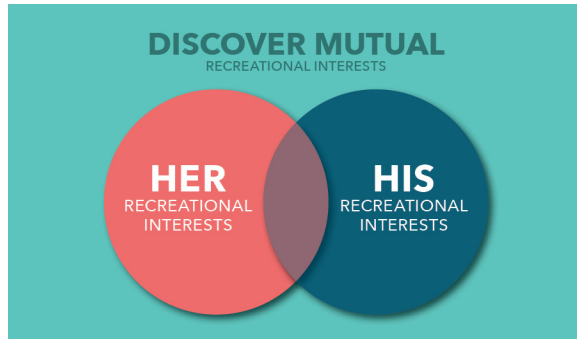 DISCOVER MUTUAL
RECREATIONAL INTERESTS
HER
RECREATIONAL
INTERESTS
HIS
RECREATIONAL
INTERESTS